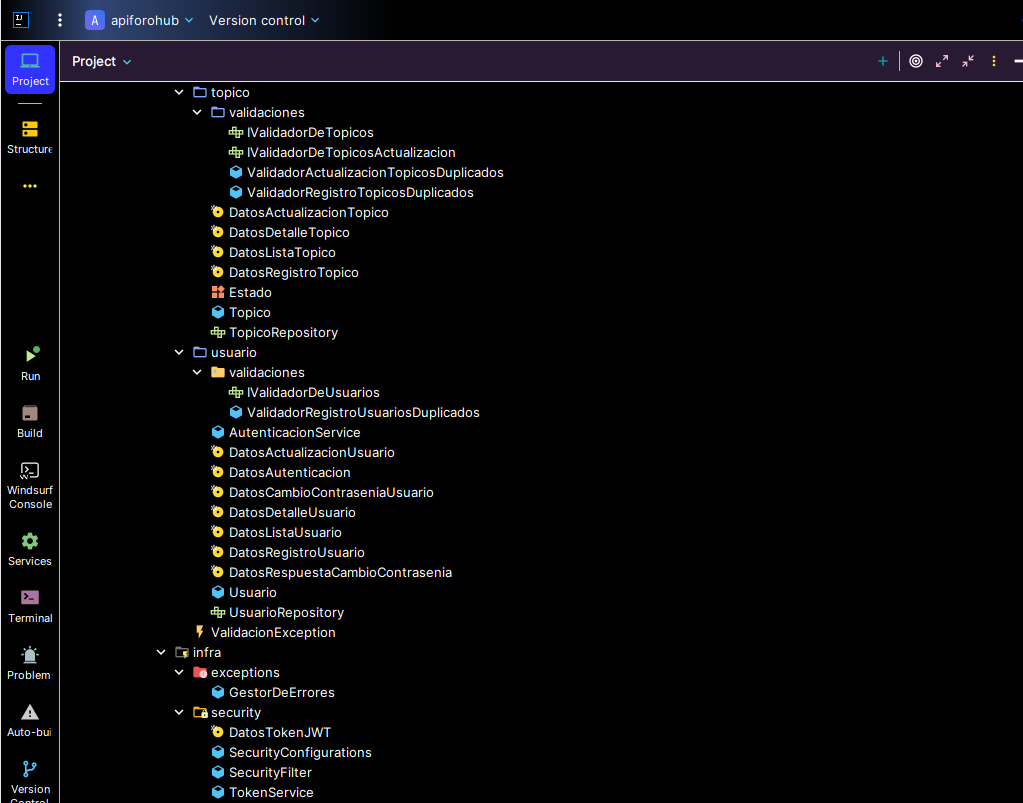 A apiforohub Version control
Project
Project
Structure
Run
Build
Windsurf
Console
Services
Terminal
Problem
Auto-bui
Version
Control
topico
validaciones
IValidadorDeTopicos
IValidadorDeTopicosActualizacion
ValidadorActualizacionTopicosDuplicados
ValidadorRegistroTopicosDuplicados
DatosActualizacionTopico
DatosDetalleTopico
DatosListaTopico
DatosRegistroTopico
Estado
Topico
TopicoRepository
usuario
validaciones
IValidadorDeUsuarios
ValidadorRegistroUsuariosDuplicados
AutenticacionService
DatosActualizacionUsuario
DatosAutenticacion
DatosCambioContraseniaUsuario
DatosDetalleUsuario
DatosListaUsuario
DatosRegistroUsuario
DatosRespuestaCambioContrasenia
Usuario
UsuarioRepository
ValidacionException
infra
exceptions
GestorDeErrores
security
DatosTokenJWT
SecurityConfigurations
SecurityFilter
TokenService